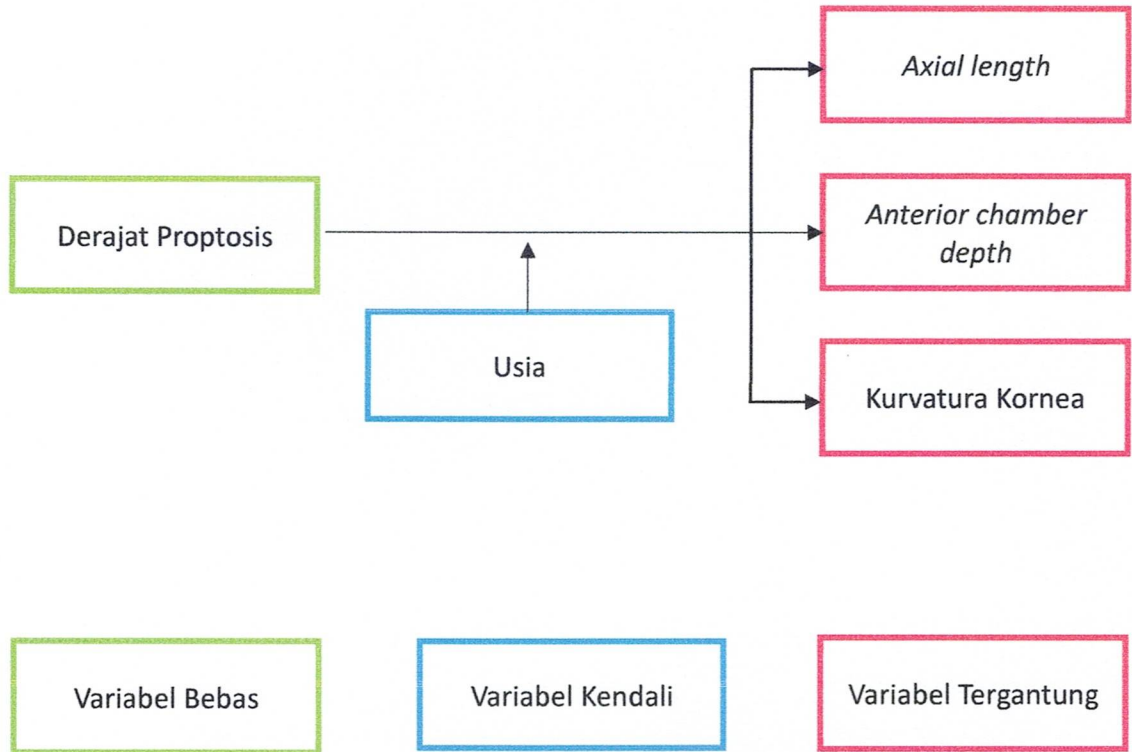 Axial length
Derajat Proptosis
Anterior chamber
depth
Usia
Kurvatura Kornea
Variabel Bebas
Variabel Kendali
Variabel Tergantung